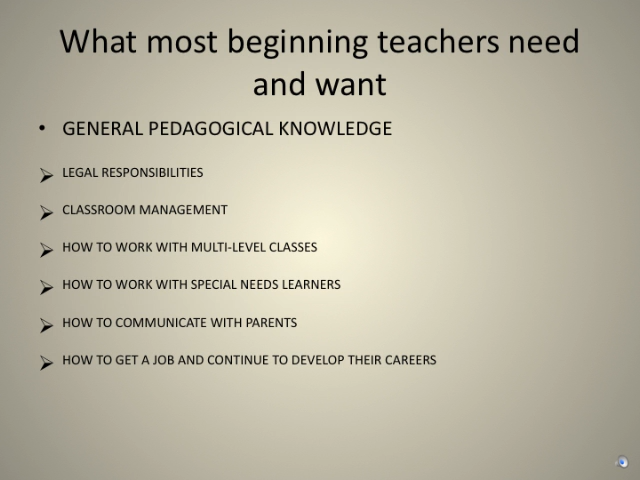 What most beginning teachers need
and want
• GENERAL PEDAGOGICAL KNOWLEDGE
➢ LEGAL RESPONSIBILITIES
➢ CLASSROOM MANAGEMENT
➢ HOW TO WORK WITH MULTI-LEVEL CLASSES
➢ HOW TO WORK WITH SPECIAL NEEDS LEARNERS
➢ HOW TO COMMUNICATE WITH PARENTS
➢ HOW TO GET A JOB AND CONTINUE TO DEVELOP THEIR CAREERS